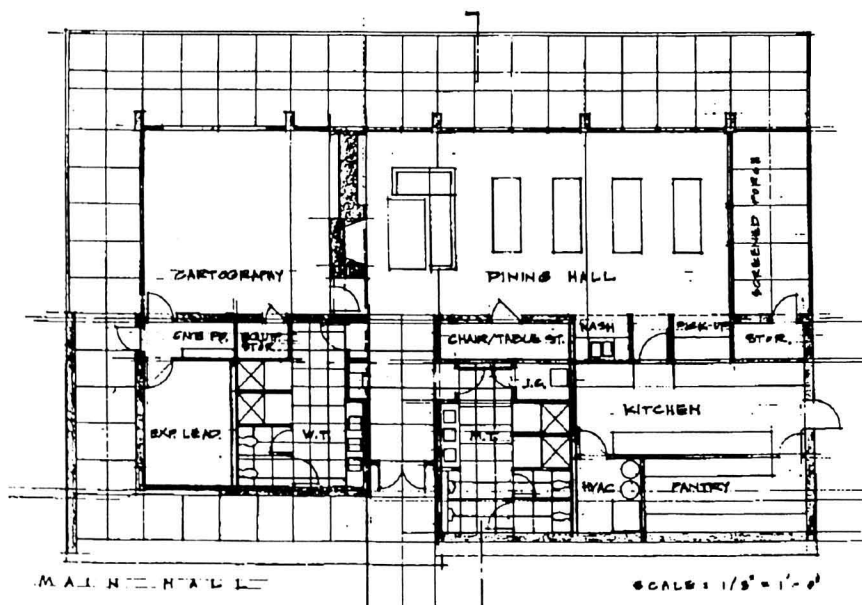 SCREENED PORCH
CARTOGRAPHY
DINING HALL
EQUIP.
STOR.
CHAIR/TABLE ST.
WASH
PICK-UP
STOR.
J.C.
KITCHEN
EXP. LEAD.
W.T.
M.T.
HVAC
PANTRY
MAIN HALL
SCALE: 1/8" = 1'-0"